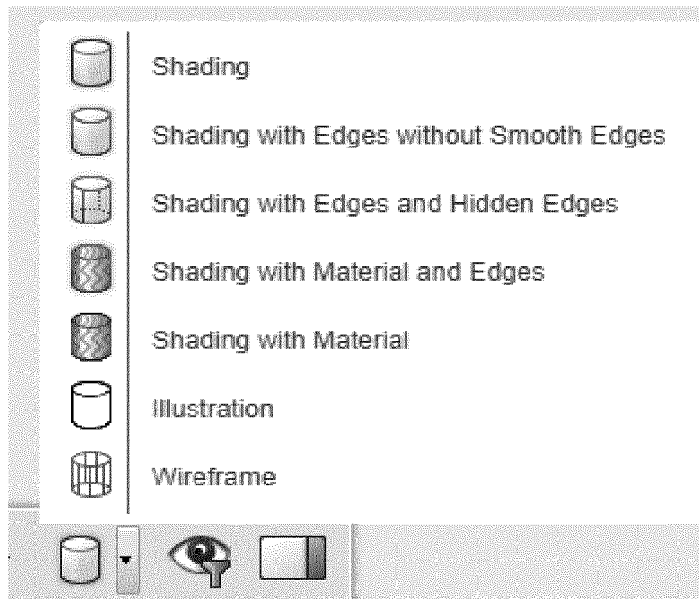 Shading
Shading with Edges without Smooth Edges
Shading with Edges and Hidden Edges
Shading with Material and Edges
Shading with Material
Illustration
Wireframe